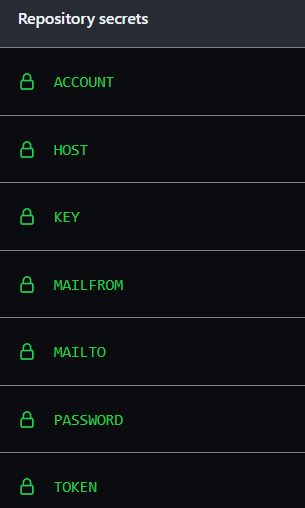 Repository secrets
ACCOUNT
HOST
KEY
MAILFROM
MAILTO
PASSWORD
TOKEN